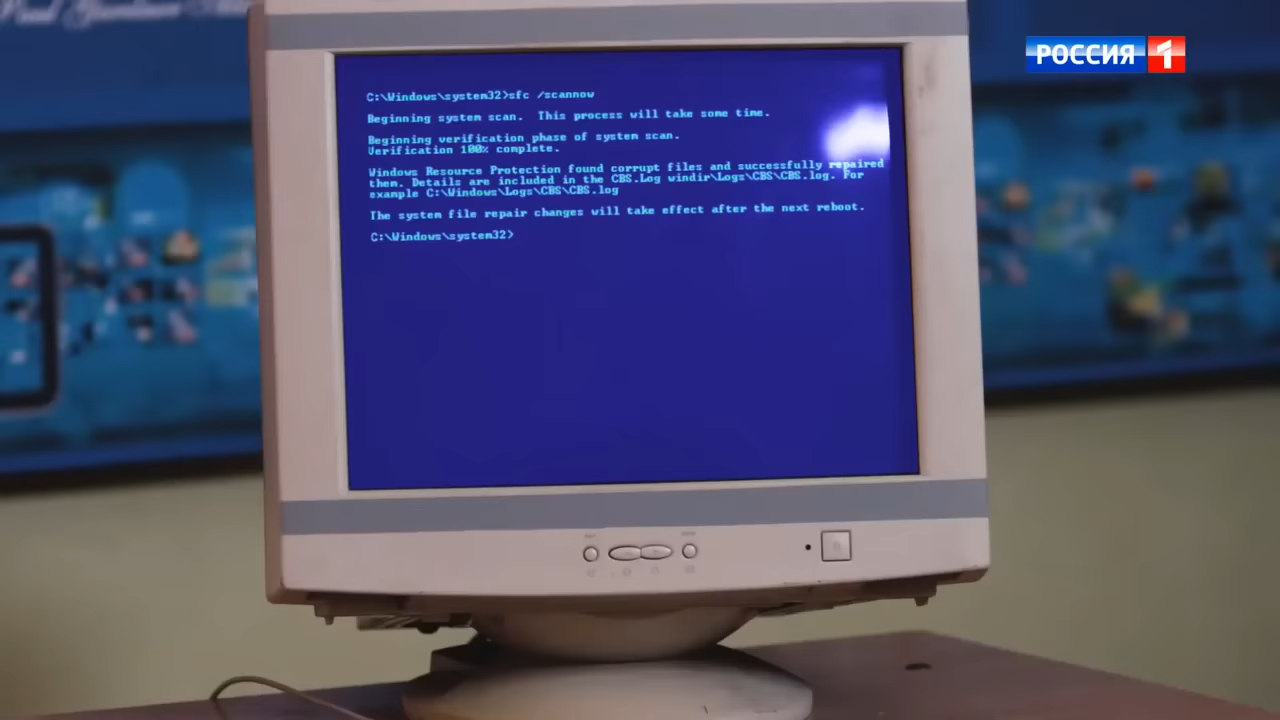 РОССИЯ 1
C:\Windows\system32>sfc /scannow
Beginning system scan.  This process will take some time.
Beginning verification phase of system scan.
Verification 100% complete.
Windows Resource Protection found corrupt files and successfully repaired
them. Details are included in the CBS.Log windir\Logs\CBS\CBS.log. For
example C:\Windows\Logs\CBS\CBS.log
The system file repair changes will take effect after the next reboot.
C:\Windows\system32>